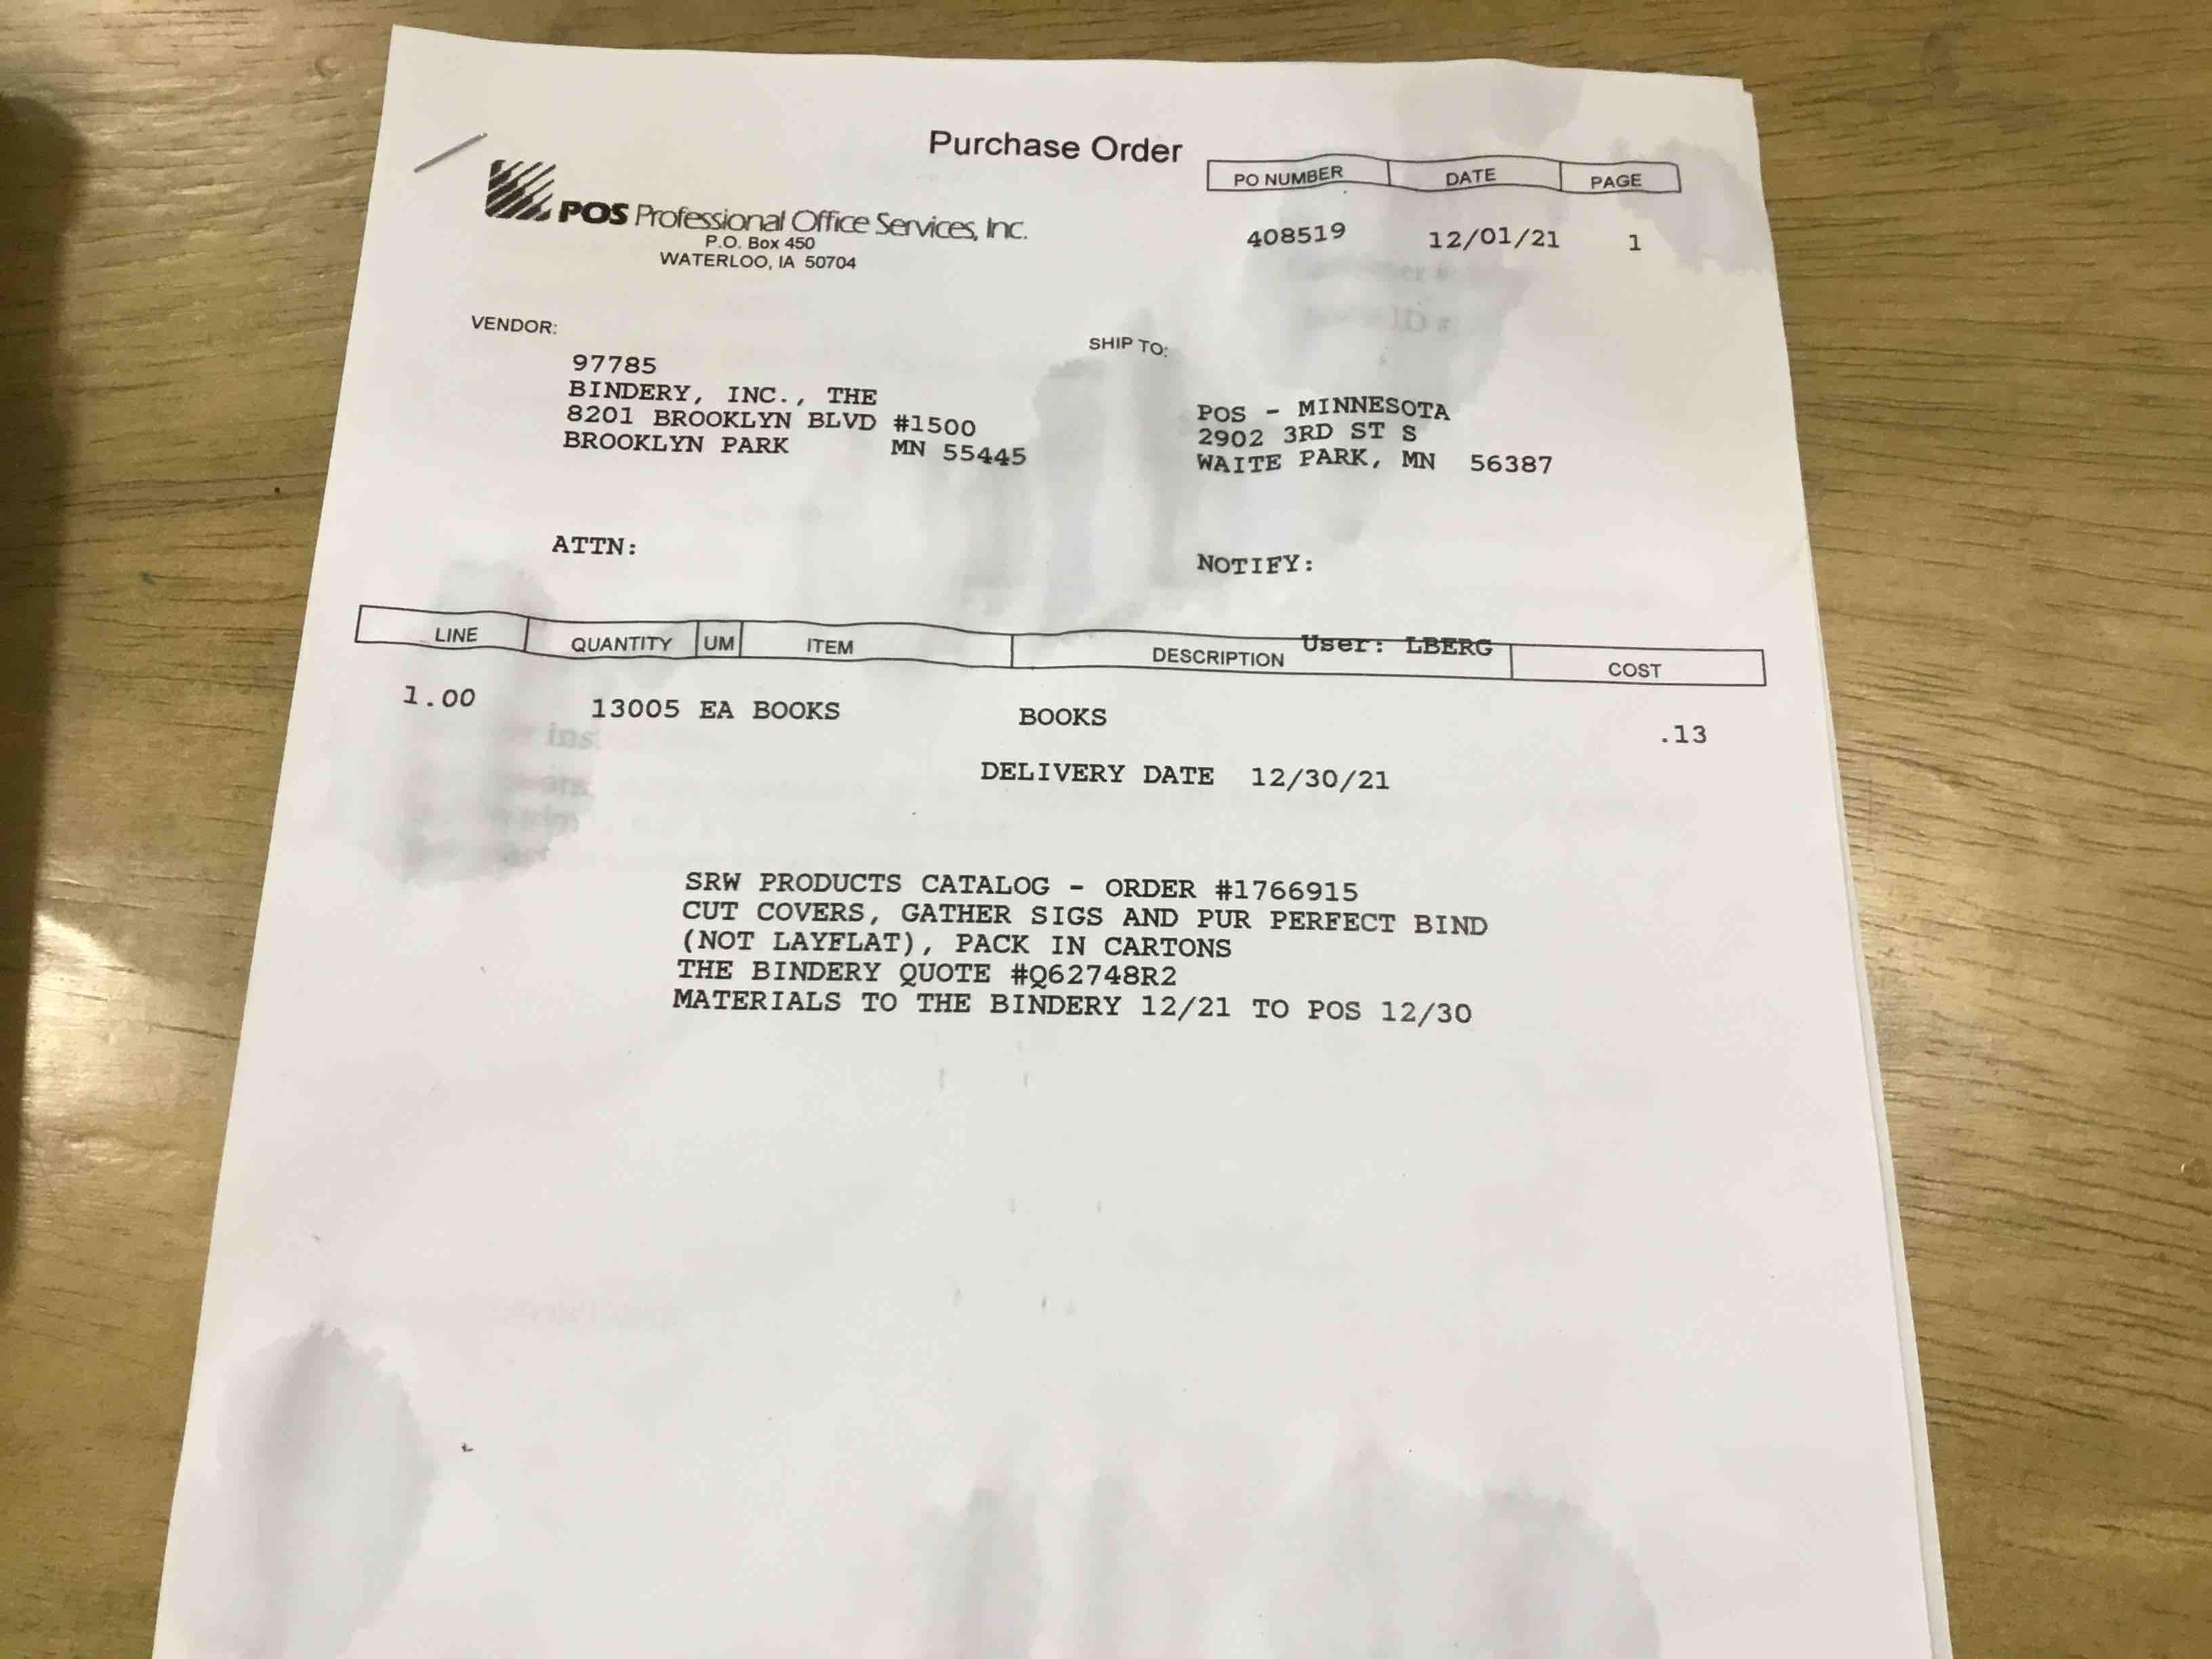 Purchase Order
PO NUMBER DATE PAGE
POS Professional Office Services, Inc.
P.O. Box 450
WATERLOO, IA 50704
408519 12/01/21 1
VENDOR:
97785
BINDERY, INC., THE
8201 BROOKLYN BLVD #1500
BROOKLYN PARK MN 55445
SHIP TO:
POS - MINNESOTA
2902 3RD ST S
WAITE PARK, MN 56387
ATTN:
NOTIFY:
User: LBERG
LINE QUANTITY UM ITEM DESCRIPTION COST
1.00 13005 EA BOOKS BOOKS .13
DELIVERY DATE 12/30/21
SRW PRODUCTS CATALOG - ORDER #1766915
CUT COVERS, GATHER SIGS AND PUR PERFECT BIND
(NOT LAYFLAT), PACK IN CARTONS
THE BINDERY QUOTE #Q62748R2
MATERIALS TO THE BINDERY 12/21 TO POS 12/30